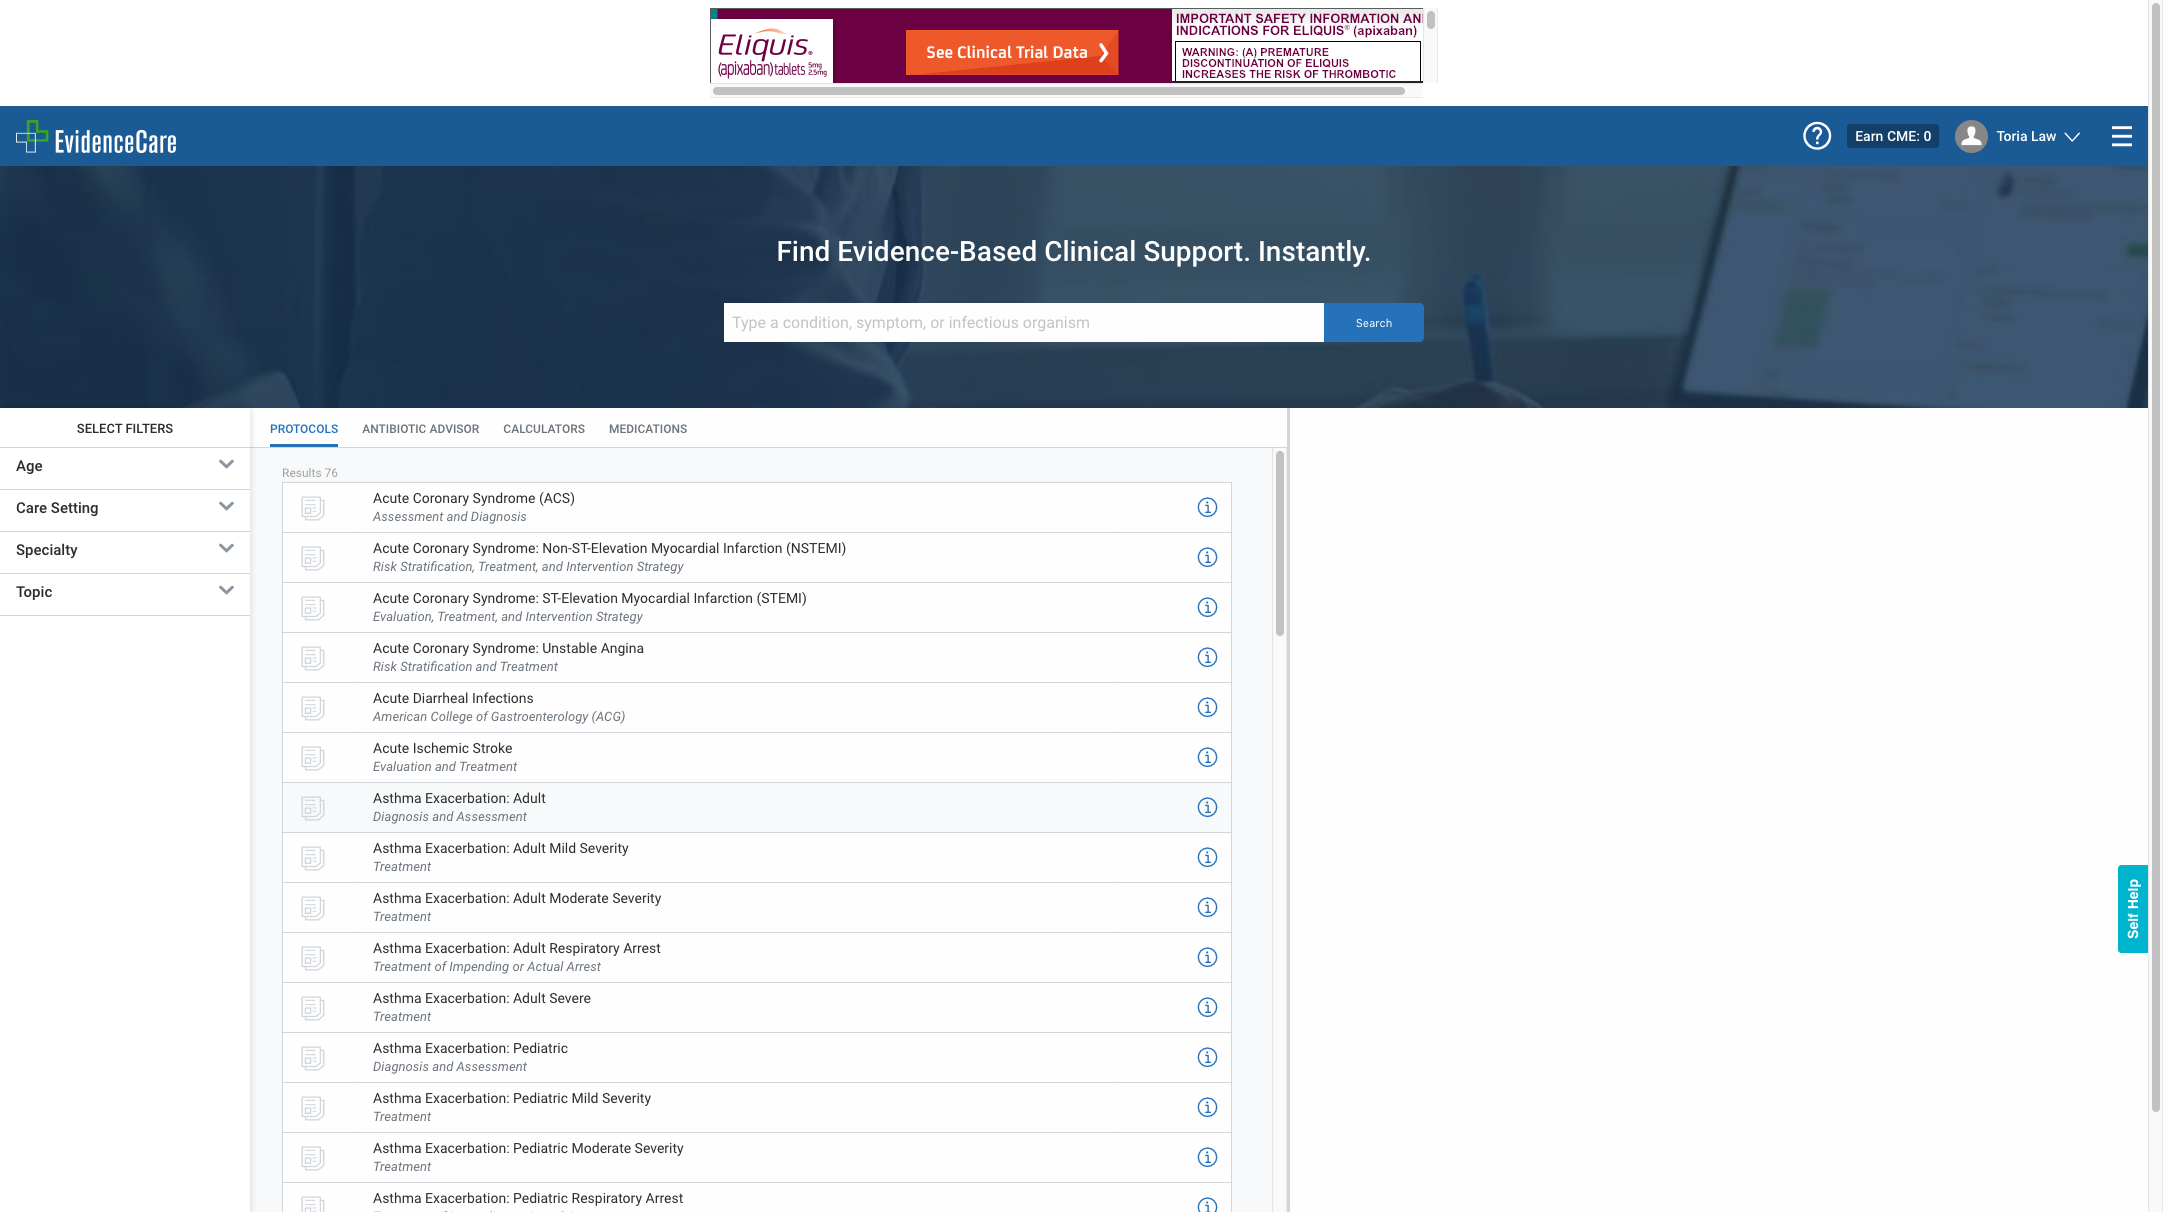 Eliquis.
(apixaban) tablets 5mg 2.5mg
See Clinical Trial Data ❯
IMPORTANT SAFETY INFORMATION AN
INDICATIONS FOR ELIQUIS® (apixaban)
WARNING: (A) PREMATURE
DISCONTINUATION OF ELIQUIS
INCREASES THE RISK OF THROMBOTIC
EvidenceCare
Earn CME: 0
Toria Law
Find Evidence-Based Clinical Support. Instantly.
Type a condition, symptom, or infectious organism
Search
SELECT FILTERS
Age
Care Setting
Specialty
Topic
PROTOCOLS
ANTIBIOTIC ADVISOR
CALCULATORS
MEDICATIONS
Results 76
Acute Coronary Syndrome (ACS)
Assessment and Diagnosis
Acute Coronary Syndrome: Non-ST-Elevation Myocardial Infarction (NSTEMI)
Risk Stratification, Treatment, and Intervention Strategy
Acute Coronary Syndrome: ST-Elevation Myocardial Infarction (STEMI)
Evaluation, Treatment, and Intervention Strategy
Acute Coronary Syndrome: Unstable Angina
Risk Stratification and Treatment
Acute Diarrheal Infections
American College of Gastroenterology (ACG)
Acute Ischemic Stroke
Evaluation and Treatment
Asthma Exacerbation: Adult
Diagnosis and Assessment
Asthma Exacerbation: Adult Mild Severity
Treatment
Asthma Exacerbation: Adult Moderate Severity
Treatment
Asthma Exacerbation: Adult Respiratory Arrest
Treatment of Impending or Actual Arrest
Asthma Exacerbation: Adult Severe
Treatment
Asthma Exacerbation: Pediatric
Diagnosis and Assessment
Asthma Exacerbation: Pediatric Mild Severity
Treatment
Asthma Exacerbation: Pediatric Moderate Severity
Treatment
Asthma Exacerbation: Pediatric Respiratory Arrest
Self Help